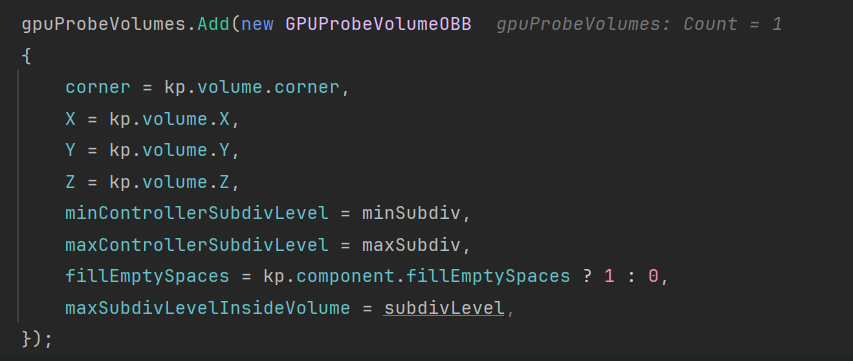 gpuProbeVolumes.Add(new GPUProbeVolumeOBB  gpuProbeVolumes: Count = 1
{
    corner = kp.volume.corner,
    X = kp.volume.X,
    Y = kp.volume.Y,
    Z = kp.volume.Z,
    minControllerSubdivLevel = minSubdiv,
    maxControllerSubdivLevel = maxSubdiv,
    fillEmptySpaces = kp.component.fillEmptySpaces ? 1 : 0,
    maxSubdivLevelInsideVolume = subdivLevel,
});